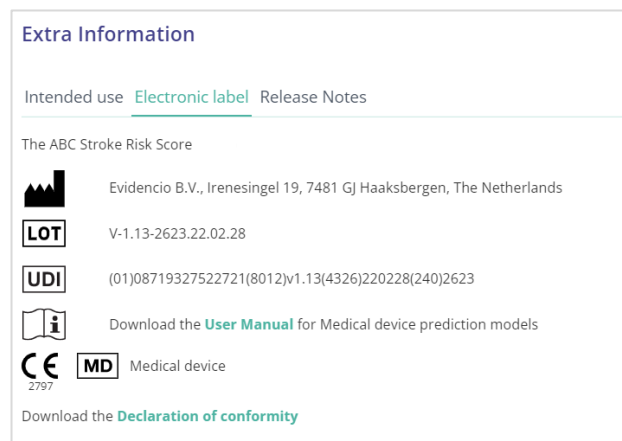 Extra Information
Intended use Electronic label Release Notes
The ABC Stroke Risk Score
Evidencio B.V., Irenesingel 19, 7481 GJ Haaksbergen, The Netherlands
LOT V-1.13-2623.22.02.28
UDI (01)08719327522721(8012)v1.13(4326)220228(240)2623
i Download the User Manual for Medical device prediction models
CE MD Medical device
2797
Download the Declaration of conformity